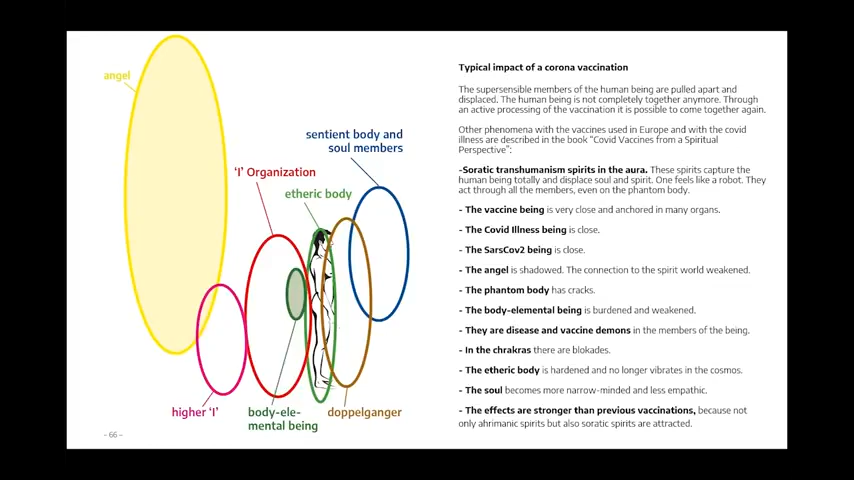 angel
sentient body and
soul members
'I' Organization
etheric body
higher 'I'
body-ele-
mental being
doppelganger
– 66 –
Typical impact of a corona vaccination
The supersensible members of the human being are pulled apart and
displaced. The human being is not completely together anymore. Through
an active processing of the vaccination it is possible to come together again.
Other phenomena with the vaccines used in Europe and with the covid
illness are described in the book "Covid Vaccines from a Spiritual
Perspective":
-Soratic transhumanism spirits in the aura. These spirits capture the
human being totally and displace soul and spirit. One feels like a robot. They
act through all the members, even on the phantom body.
- The vaccine being is very close and anchored in many organs.
- The Covid Illness being is close.
- The SarsCov2 being is close.
- The angel is shadowed. The connection to the spirit world weakened.
- The phantom body has cracks.
- The body-elemental being is burdened and weakened.
- They are disease and vaccine demons in the members of the being.
- In the chrakras there are blokades.
- The etheric body is hardened and no longer vibrates in the cosmos.
- The soul becomes more narrow-minded and less empathic.
- The effects are stronger than previous vaccinations, because not
only ahrimanic spirits but also soratic spirits are attracted.